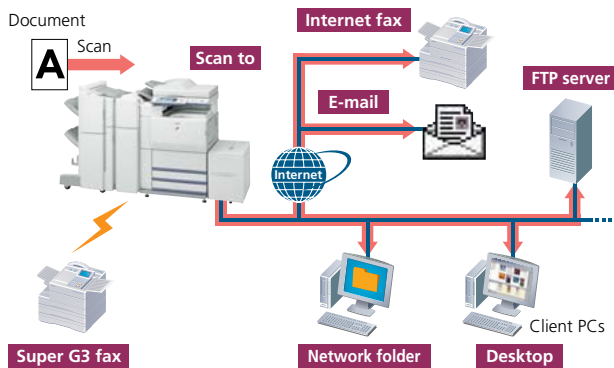 Document
Internet fax
A
Scan
Scan to
FTP server
E-mail
Internet
Client PCs
Super G3 fax
Network folder
Desktop